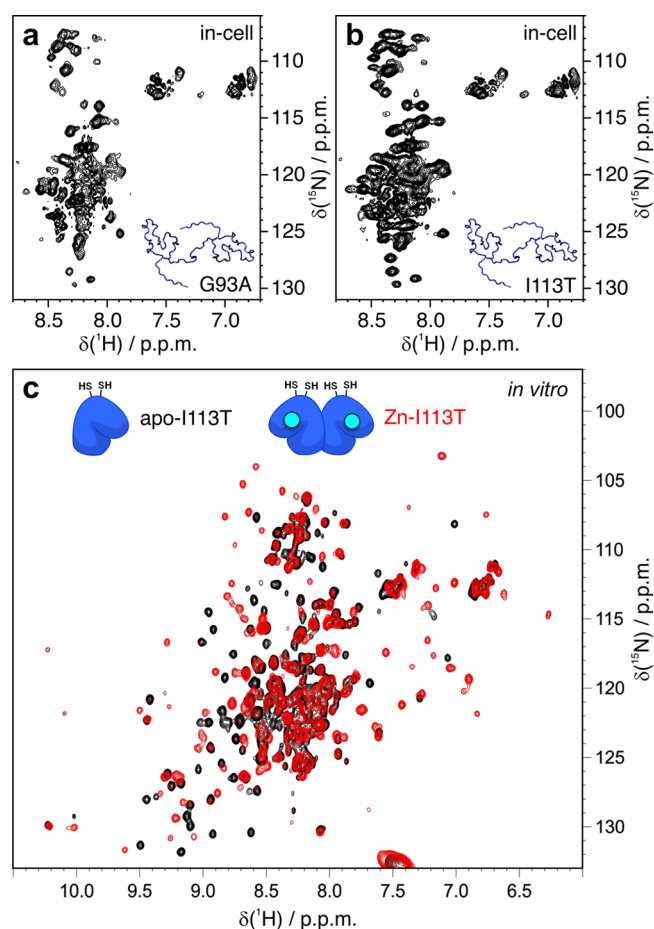 a in-cell
G93A
110
115
120
125
130
δ(¹⁵N) / p.p.m.
8.5 8.0 7.5 7.0
δ(¹H) / p.p.m.
b in-cell
I113T
110
115
120
125
130
δ(¹⁵N) / p.p.m.
8.5 8.0 7.5 7.0
δ(¹H) / p.p.m.
c in vitro
HS SH HS SH HS SH
apo-I113T Zn-I113T
100
105
110
115
120
125
130
δ(¹⁵N) / p.p.m.
10.0 9.5 9.0 8.5 8.0 7.5 7.0 6.5
δ(¹H) / p.p.m.